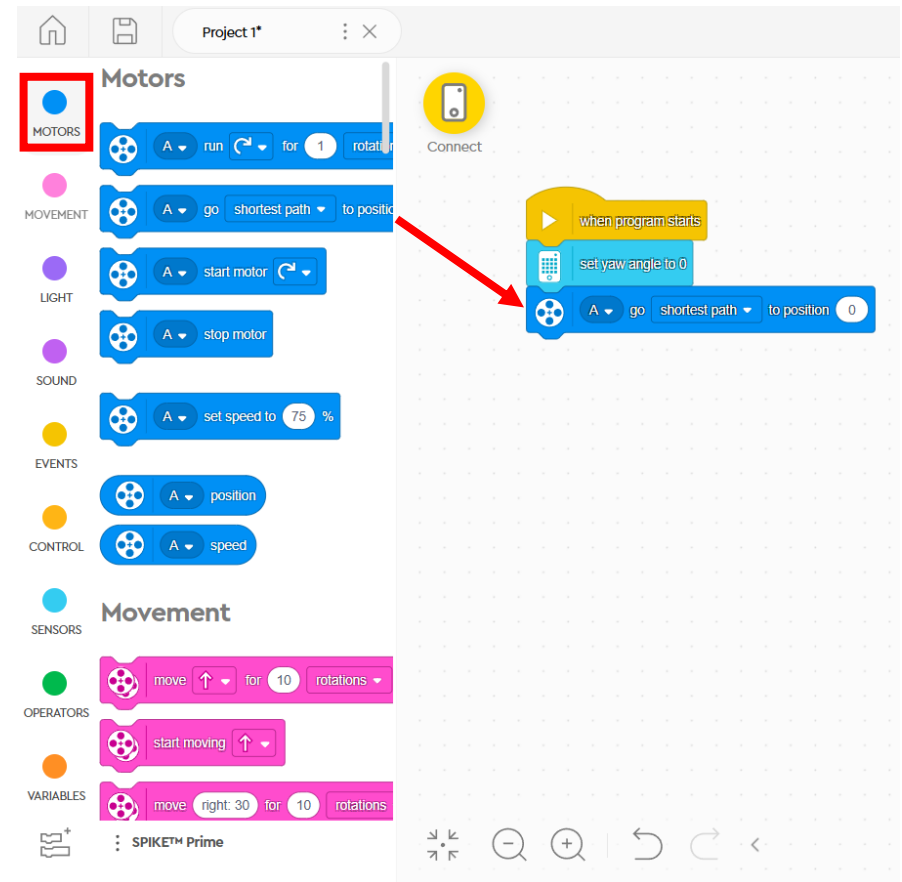 Project 1*
Motors
MOTORS
A run for 1 rotati
Connect
A go shortest path to positic
MOVEMENT
when program starts
set yaw angle to 0
A start motor
LIGHT
A go shortest path to position 0
A stop motor
SOUND
A set speed to 75 %
EVENTS
A position
CONTROL
A speed
SENSORS
Movement
move for 10 rotations
OPERATORS
start moving
VARIABLES
move right: 30 for 10 rotations
SPIKE™ Prime